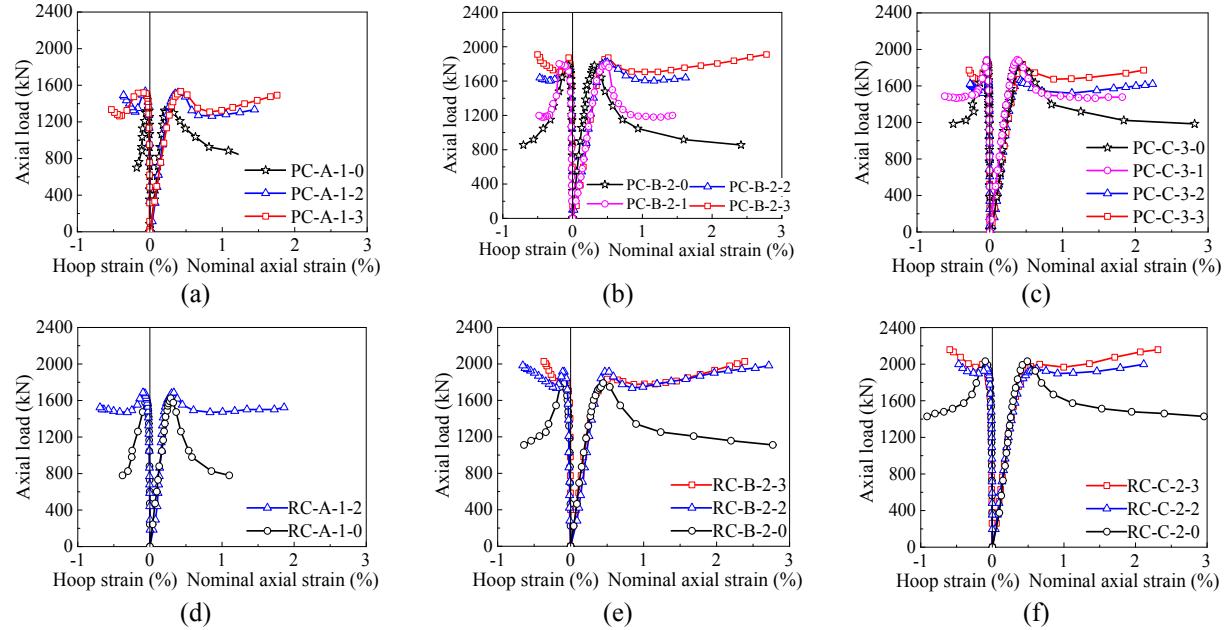 2400
2000
1600
1200
800
400
0
Axial load (kN)
PC-A-1-0
PC-A-1-2
PC-A-1-3
-1 0 1 2 3
Hoop strain (%) Nominal axial strain (%)
(a)
2400
2000
1600
1200
800
400
0
Axial load (kN)
PC-B-2-0 PC-B-2-2
PC-B-2-1 PC-B-2-3
-1 0 1 2 3
Hoop strain (%) Nominal axial strain (%)
(b)
2400
2000
1600
1200
800
400
0
Axial load (kN)
PC-C-3-0
PC-C-3-1
PC-C-3-2
PC-C-3-3
-1 0 1 2 3
Hoop strain (%) Nominal axial strain (%)
(c)
2400
2000
1600
1200
800
400
0
Axial load (kN)
RC-A-1-2
RC-A-1-0
-1 0 1 2 3
Hoop strain (%) Nominal axial strain (%)
(d)
2400
2000
1600
1200
800
400
0
Axial load (kN)
RC-B-2-3
RC-B-2-2
RC-B-2-0
-1 0 1 2 3
Hoop strain (%) Nominal axial strain (%)
(e)
2400
2000
1600
1200
800
400
0
Axial load (kN)
RC-C-2-3
RC-C-2-2
RC-C-2-0
-1 0 1 2 3
Hoop strain (%) Nominal axial strain (%)
(f)